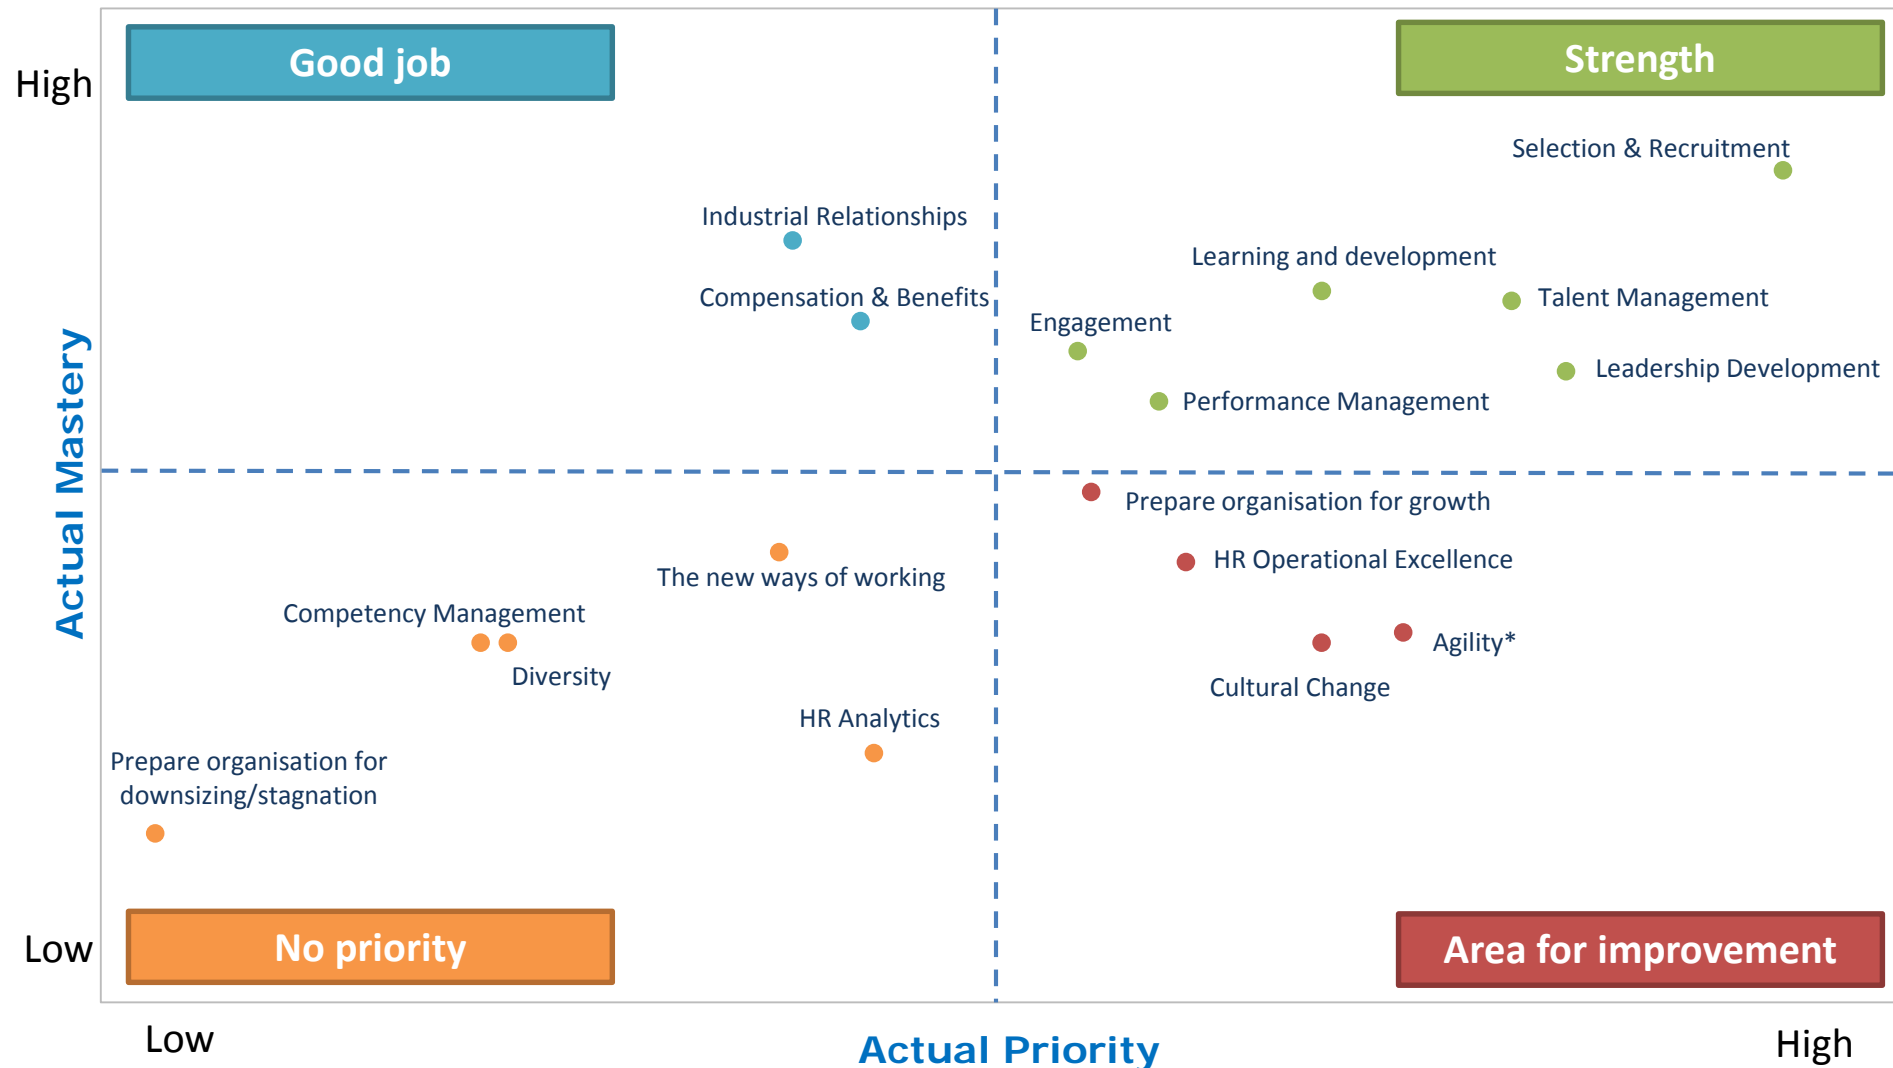 Good job
Strength
High
Selection & Recruitment
Industrial Relationships
Learning and development
Compensation & Benefits
Talent Management
Engagement
Leadership Development
Performance Management
Actual Mastery
Prepare organisation for growth
HR Operational Excellence
The new ways of working
Competency Management
Agility*
Diversity
Cultural Change
HR Analytics
Prepare organisation for
downsizing/stagnation
Low
No priority
Area for improvement
Low
Actual Priority
High